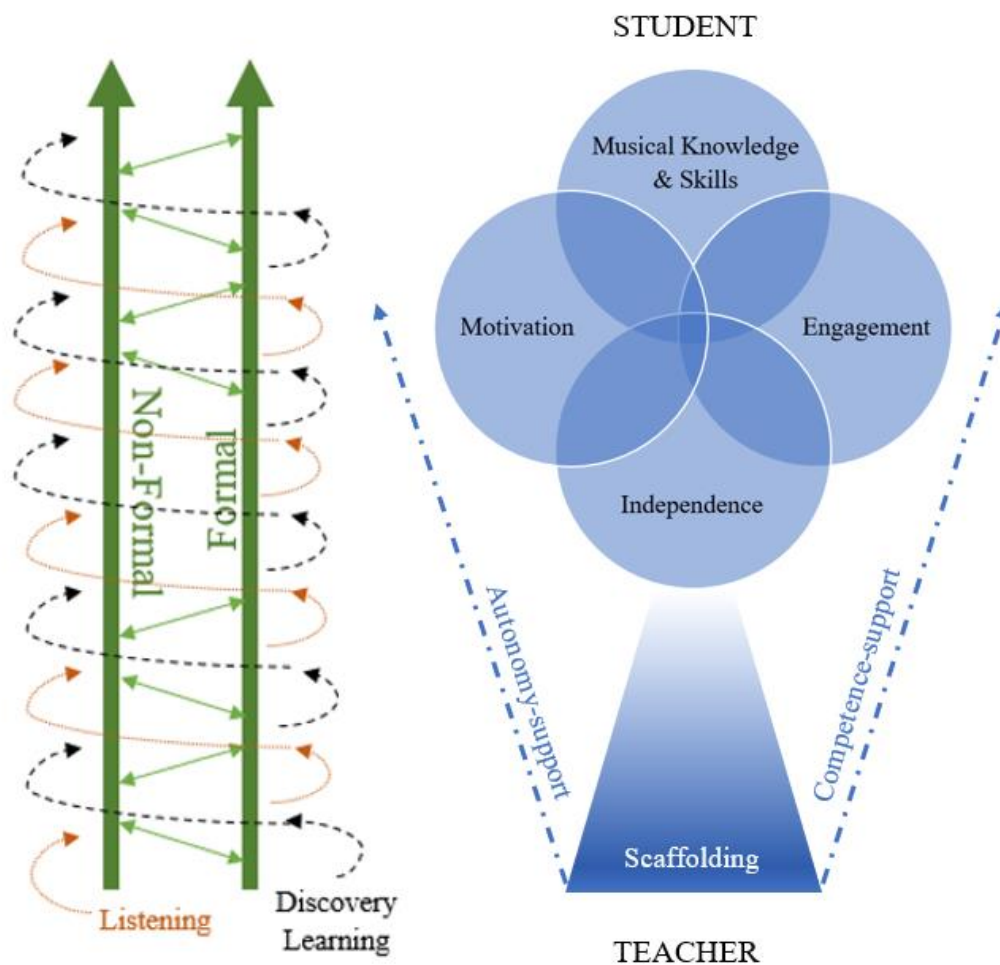 Non-Formal
Formal
Listening
Discovery
Learning
STUDENT
Musical Knowledge
& Skills
Motivation
Engagement
Independence
Autonomy-support
Competence-support
Scaffolding
TEACHER